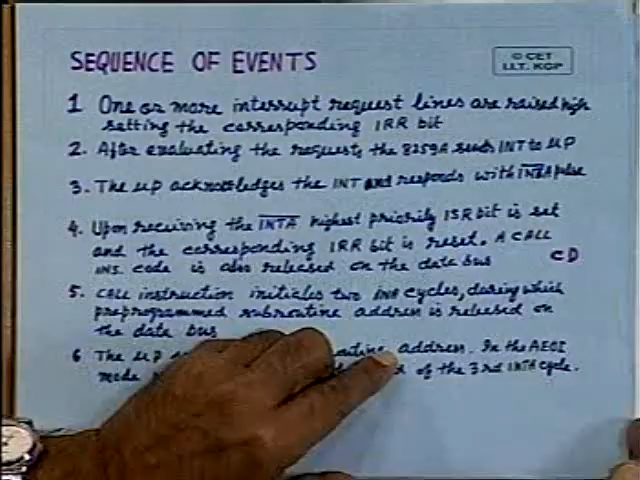 SEQUENCE OF EVENTS
© CET
I.I.T. KGP
1 One or more interrupt request lines are raised high
setting the corresponding IRR bit
2. After evaluating the requests the 8259A sends INT to µP
3. The µP acknowledges the INT and responds with INTA pulse
4. Upon receiving the INTA highest priority ISR bit is set
and the corresponding IRR bit is reset. A CALL
INS. code is also released on the data bus
CD
5. CALL instruction initiates two INA cycles, during which
preprogrammed subroutine address is released on
the data bus
6 The µP address. In the AEOI
mode of the 3rd INTA cycle.